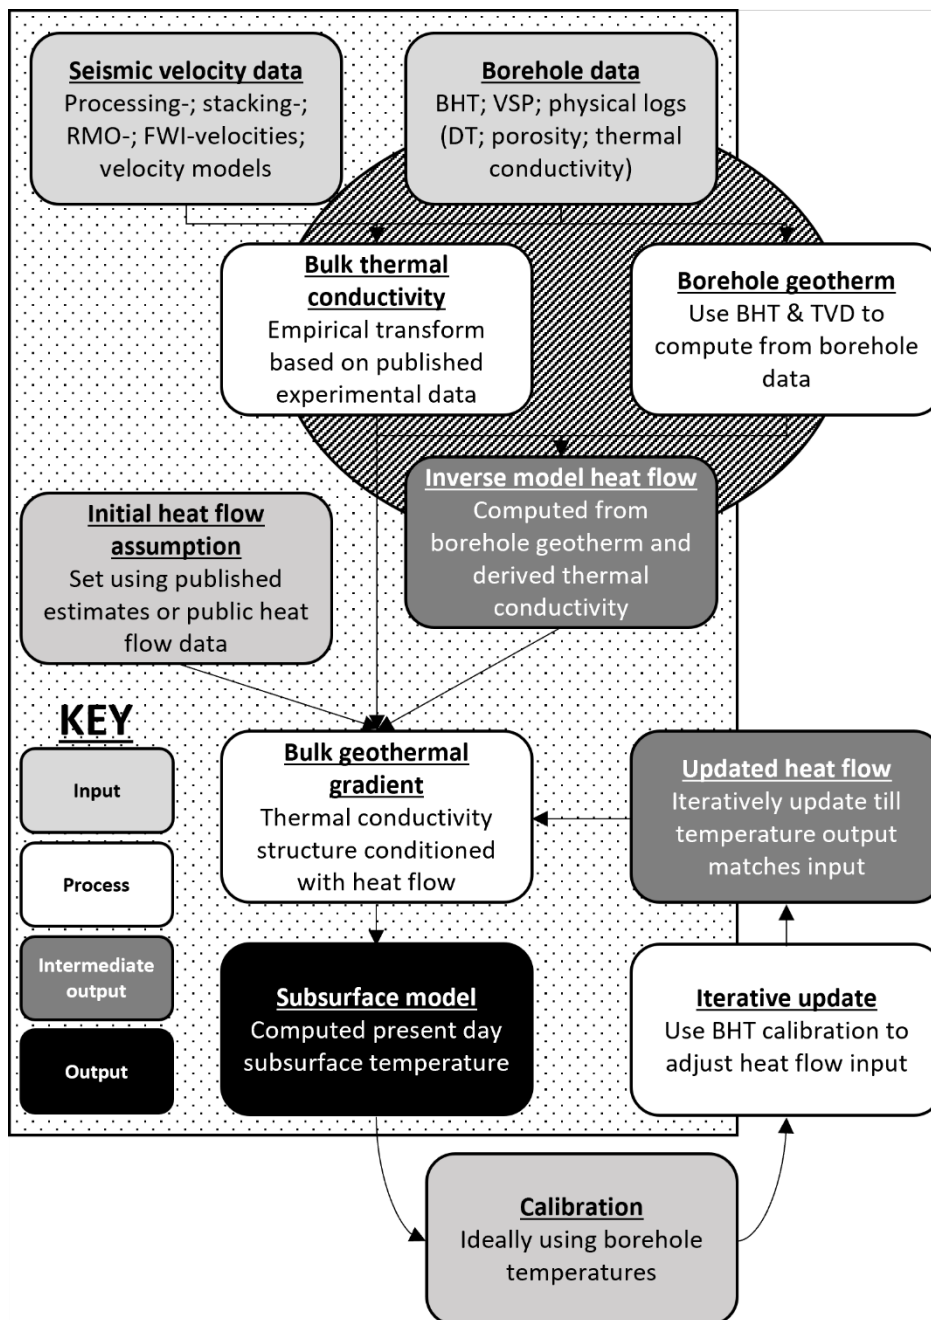 Seismic velocity data
Processing-; stacking-;
RMO-; FWI-velocities;
velocity models
Borehole data
BHT; VSP; physical logs
(DT; porosity; thermal
conductivity)
Bulk thermal
conductivity
Empirical transform
based on published
experimental data
Borehole geotherm
Use BHT & TVD to
compute from borehole
data
Inverse model heat flow
Computed from
borehole geotherm and
derived thermal
conductivity
Initial heat flow
assumption
Set using published
estimates or public heat
flow data
KEY
Input
Process
Intermediate
output
Output
Bulk geothermal
gradient
Thermal conductivity
structure conditioned
with heat flow
Updated heat flow
Iteratively update till
temperature output
matches input
Subsurface model
Computed present day
subsurface temperature
Iterative update
Use BHT calibration to
adjust heat flow input
Calibration
Ideally using borehole
temperatures